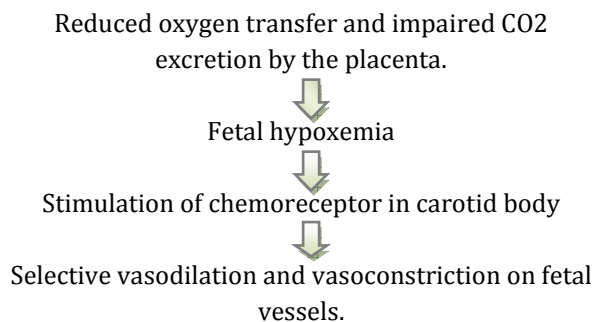 Reduced oxygen transfer and impaired CO2
excretion by the placenta.
Fetal hypoxemia
Stimulation of chemoreceptor in carotid body
Selective vasodilation and vasoconstriction on fetal
vessels.